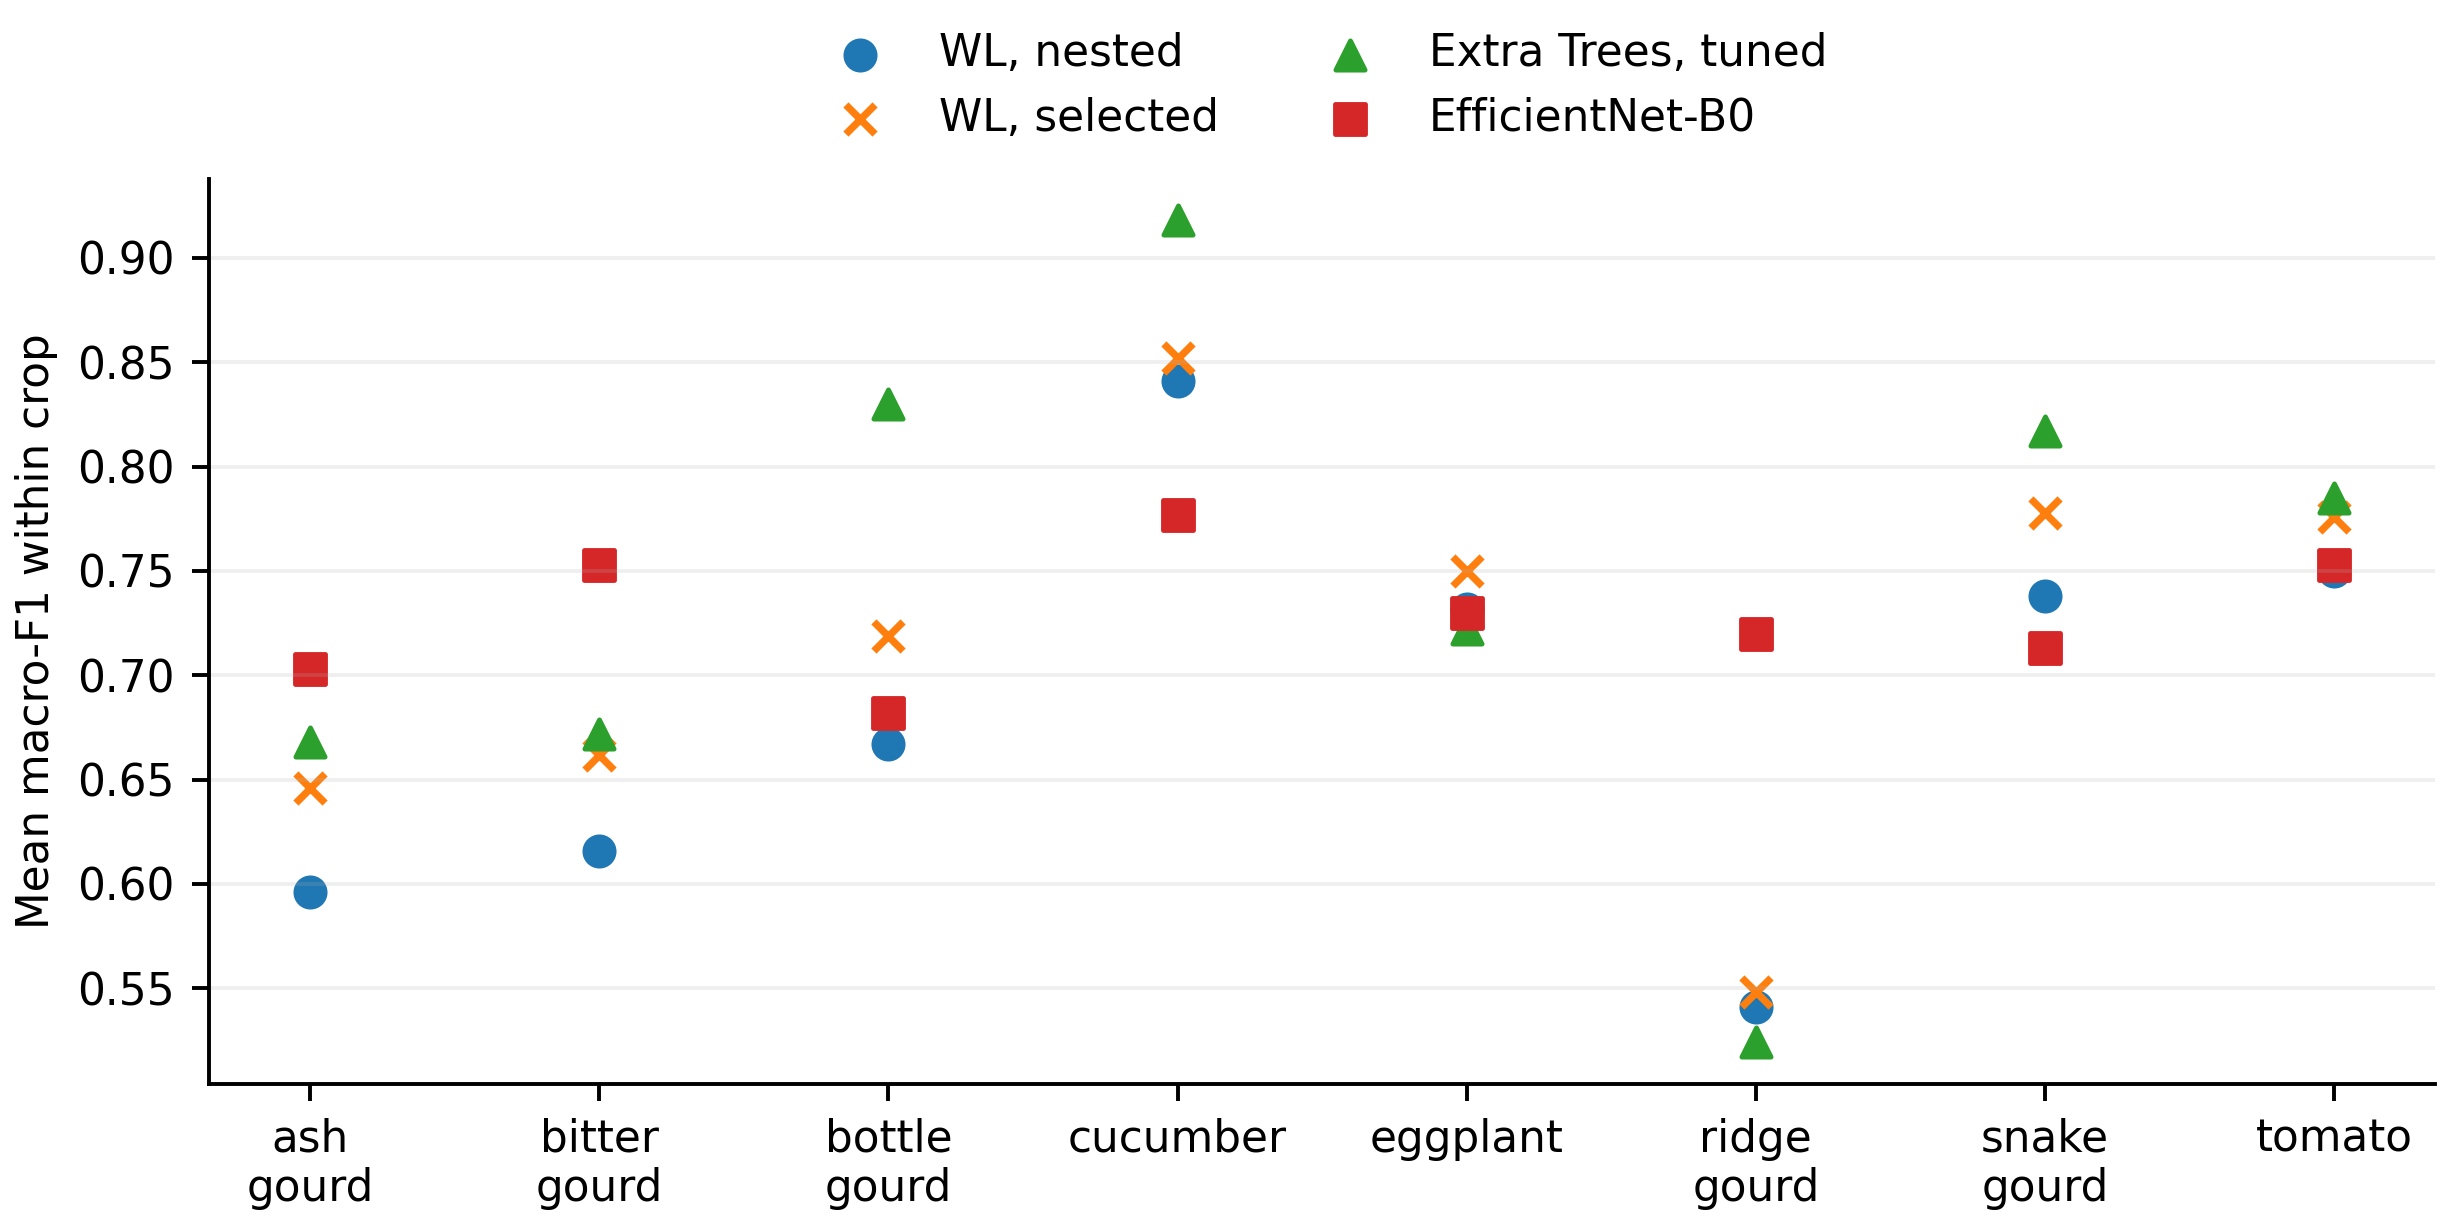 WL, nested
WL, selected
Extra Trees, tuned
EfficientNet-B0
Mean macro-F1 within crop
0.90
0.85
0.80
0.75
0.70
0.65
0.60
0.55
ash
gourd
bitter
gourd
bottle
gourd
cucumber
eggplant
ridge
gourd
snake
gourd
tomato